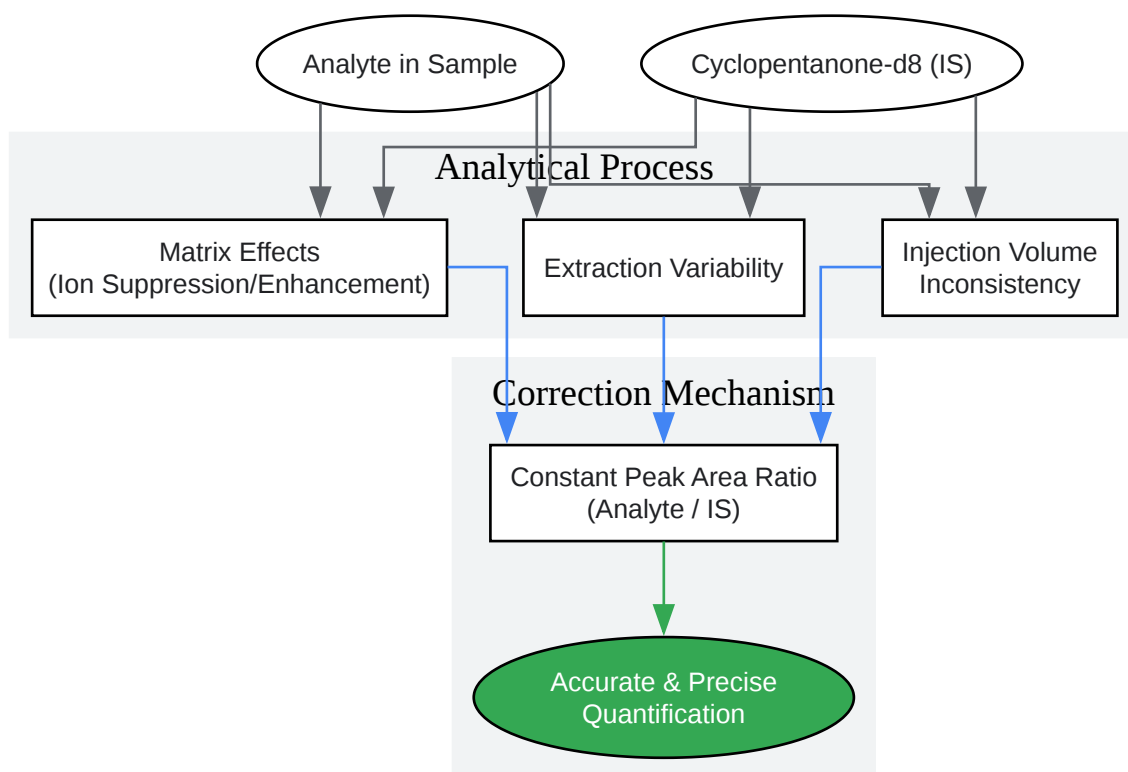 Analyte in Sample
Cyclopentanone-d8 (IS)
Analytical Process
Matrix Effects
(Ion Suppression/Enhancement)
Extraction Variability
Injection Volume
Inconsistency
Correction Mechanism
Constant Peak Area Ratio
(Analyte / IS)
Accurate & Precise
Quantification